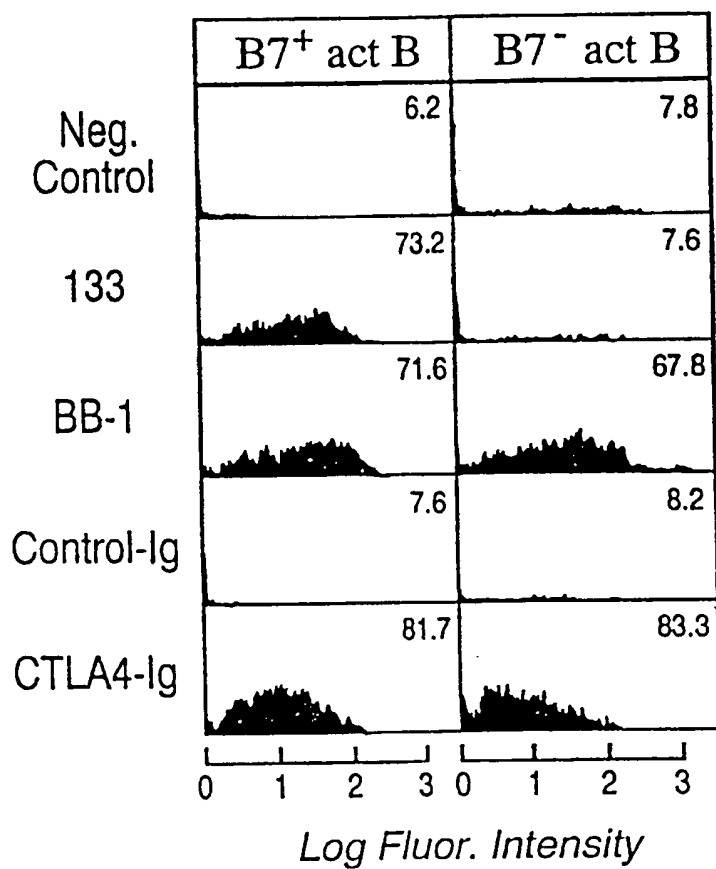 B7+ act B B7- act B
Neg. Control 6.2 7.8
133 73.2 7.6
BB-1 71.6 67.8
Control-Ig 7.6 8.2
CTLA4-Ig 81.7 83.3
0 1 2 3 0 1 2 3
Log Fluor. Intensity